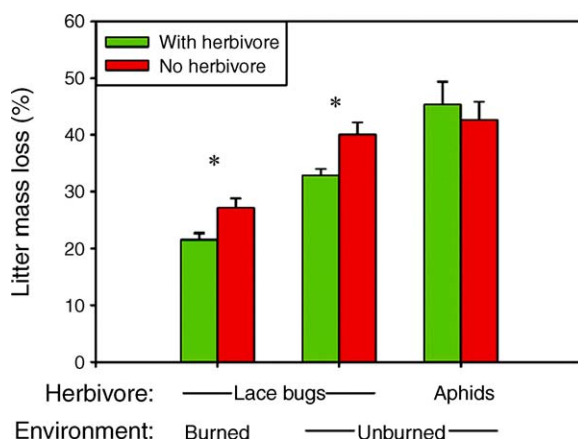 60
With herbivore
No herbivore
50
40
30
20
10
0
Litter mass loss (%)
*
*
Herbivore: Lace bugs Aphids
Environment: Burned Unburned